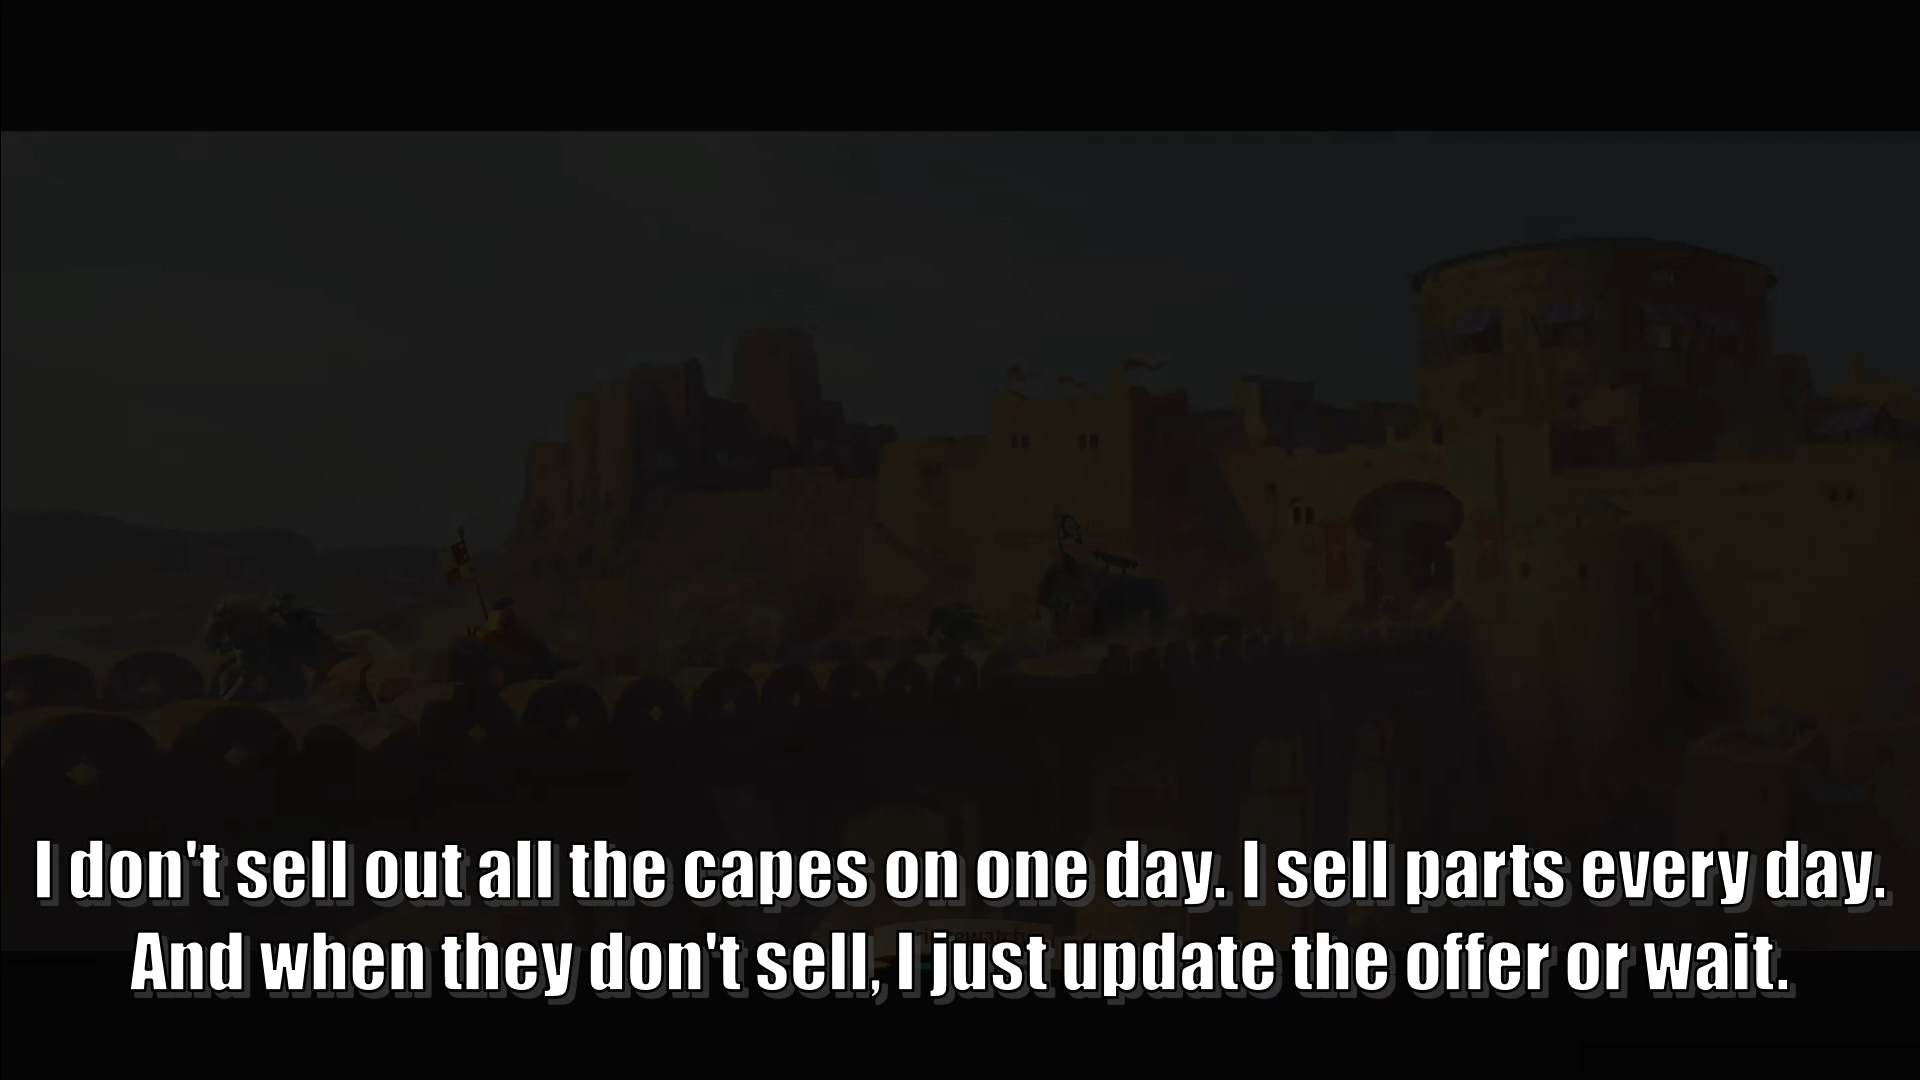 I don't sell out all the capes on one day. I sell parts every day.
And when they don't sell, I just update the offer or wait.